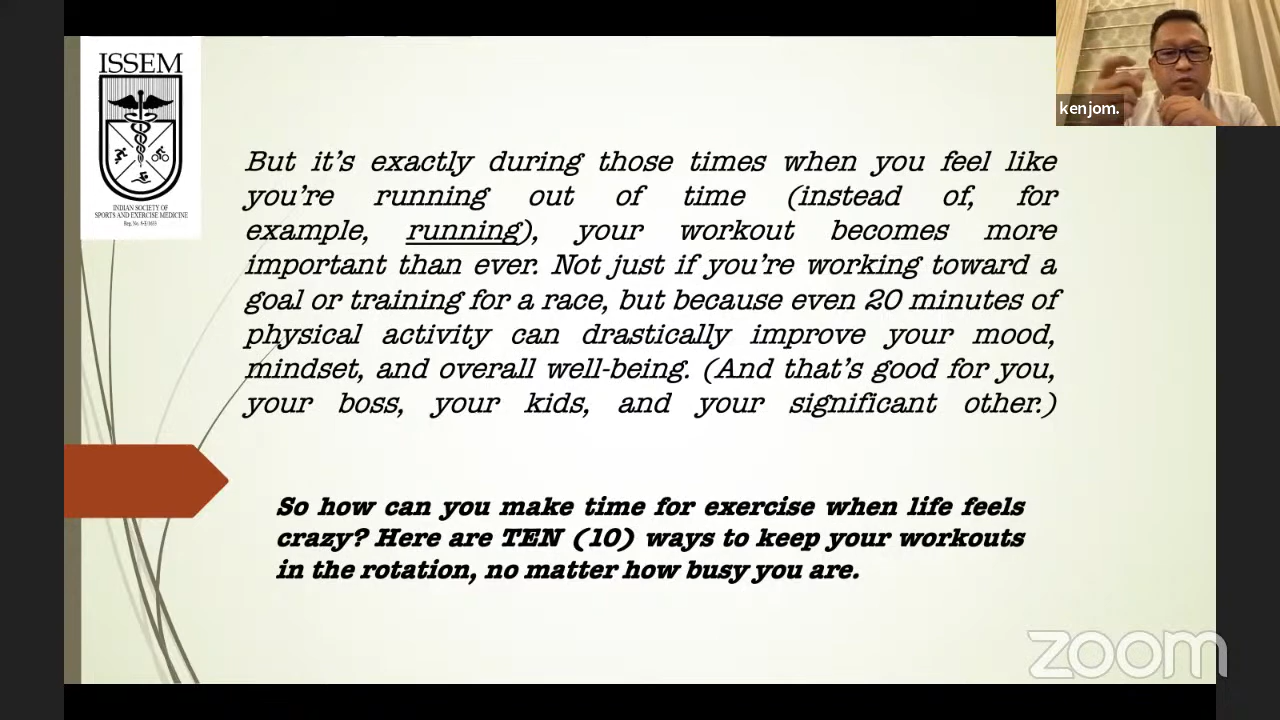 ISSEM
INDIAN SOCIETY OF
SPORTS AND EXERCISE MEDICINE
kenjom.
But it’s exactly during those times when you feel like
you’re running out of time (instead of, for
example, running), your workout becomes more
important than ever. Not just if you’re working toward a
goal or training for a race, but because even 20 minutes of
physical activity can drastically improve your mood,
mindset, and overall well-being. (And that’s good for you,
your boss, your kids, and your significant other.)
So how can you make time for exercise when life feels
crazy? Here are TEN (10) ways to keep your workouts
in the rotation, no matter how busy you are.
zoom